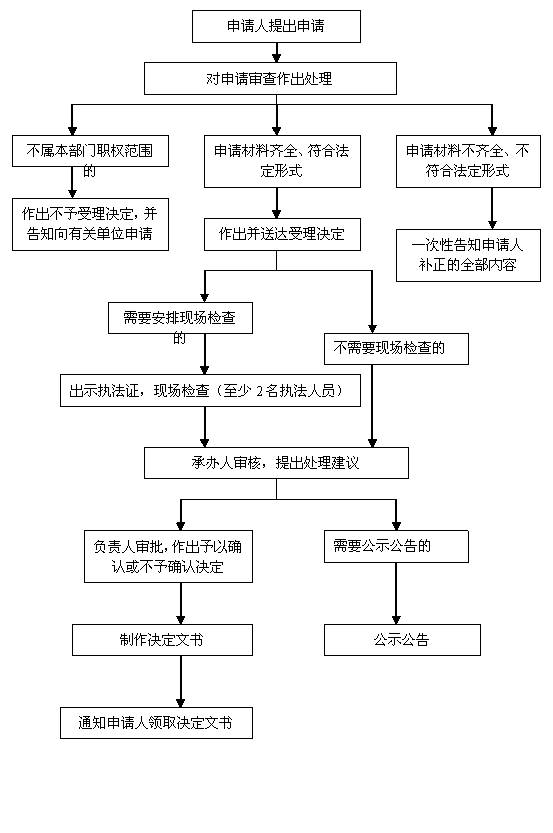 申请人提出申请
对申请审查作出处理
不属本部门职权范围
的
申请材料齐全、符合法
定形式
申请材料不齐全、不
符合法定形式
作出不予受理决定，并
告知向有关单位申请
作出并送达受理决定
一次性告知申请人
补正的全部内容
需要安排现场检查
的
不需要现场检查的
出示执法证，现场检查（至少2名执法人员）
承办人审核，提出处理建议
负责人审批，作出予以确
认或不予确认决定
需要公示公告的
制作决定文书
公示公告
通知申请人领取决定文书